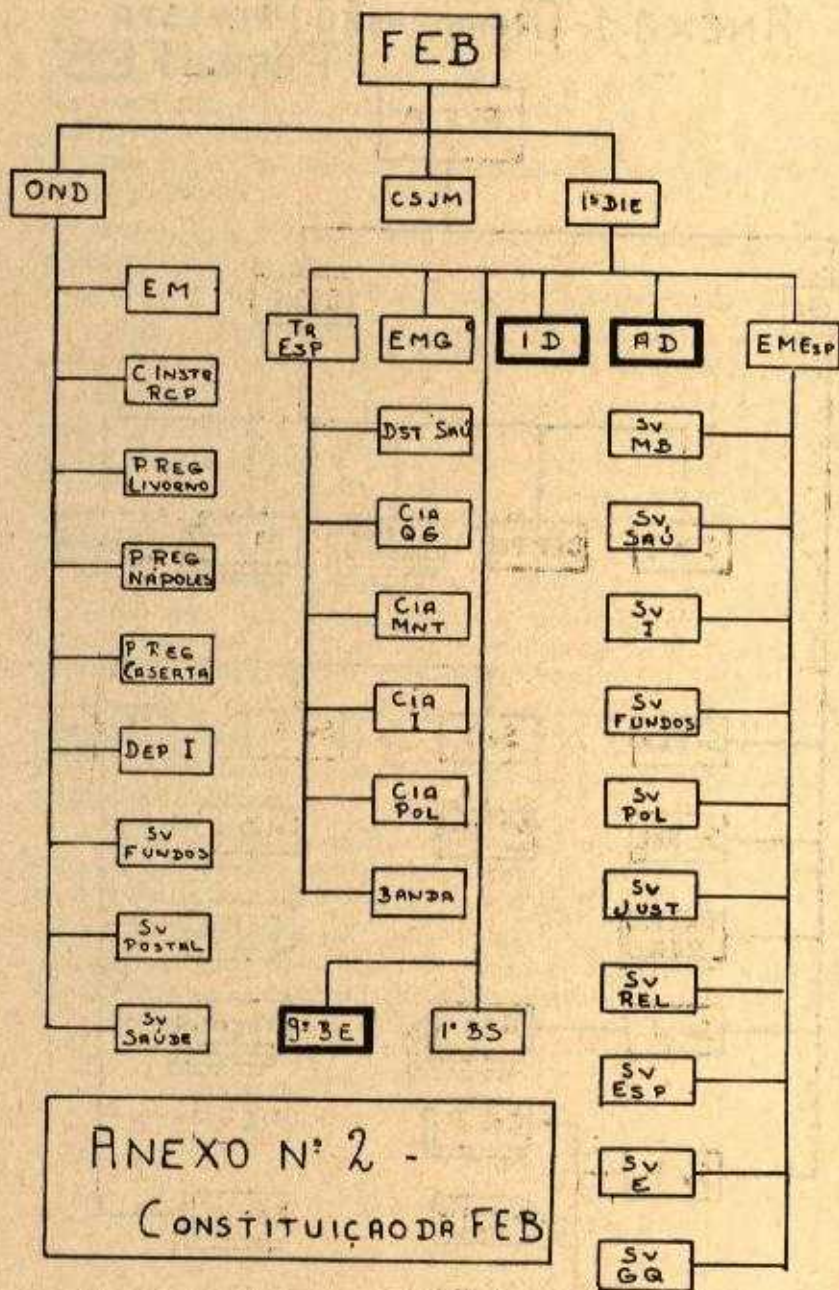 FEB
OND
CSJM
1ª DIE
EM
C INSTR
RCP
P REG
LIVORNO
P REG
NÁPOLES
P REG
CASERTA
DEP I
SV
FUNDOS
SV
POSTAL
SV
SAÚDE
TR
ESP
EMG
ID
AD
EMESP
DST SAÚ
CIA
QG
CIA
MNT
CIA
I
CIA
POL
BANDA
9º BE
1º BS
SV
MB
SV
SAÚ
SV
I
SV
FUNDOS
SV
POL
SV
JUST
SV
REL
SV
ESP
SV
E
SV
GQ
ANEXO Nº 2 -
CONSTITUIÇAO DA FEB